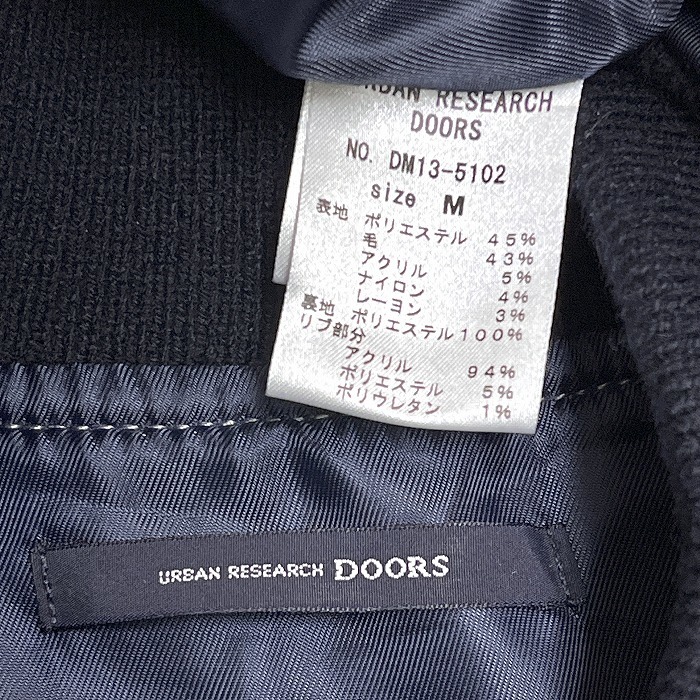 URBAN RESEARCH
DOORS
NO. DM13-5102
size M
表地 ポリエステル 45%
毛 43%
アクリル 5%
ナイロン 4%
レーヨン 3%
裏地 ポリエステル 100%
リブ部分
アクリル 94%
ポリエステル 5%
ポリウレタン 1%
URBAN RESEARCH DOORS